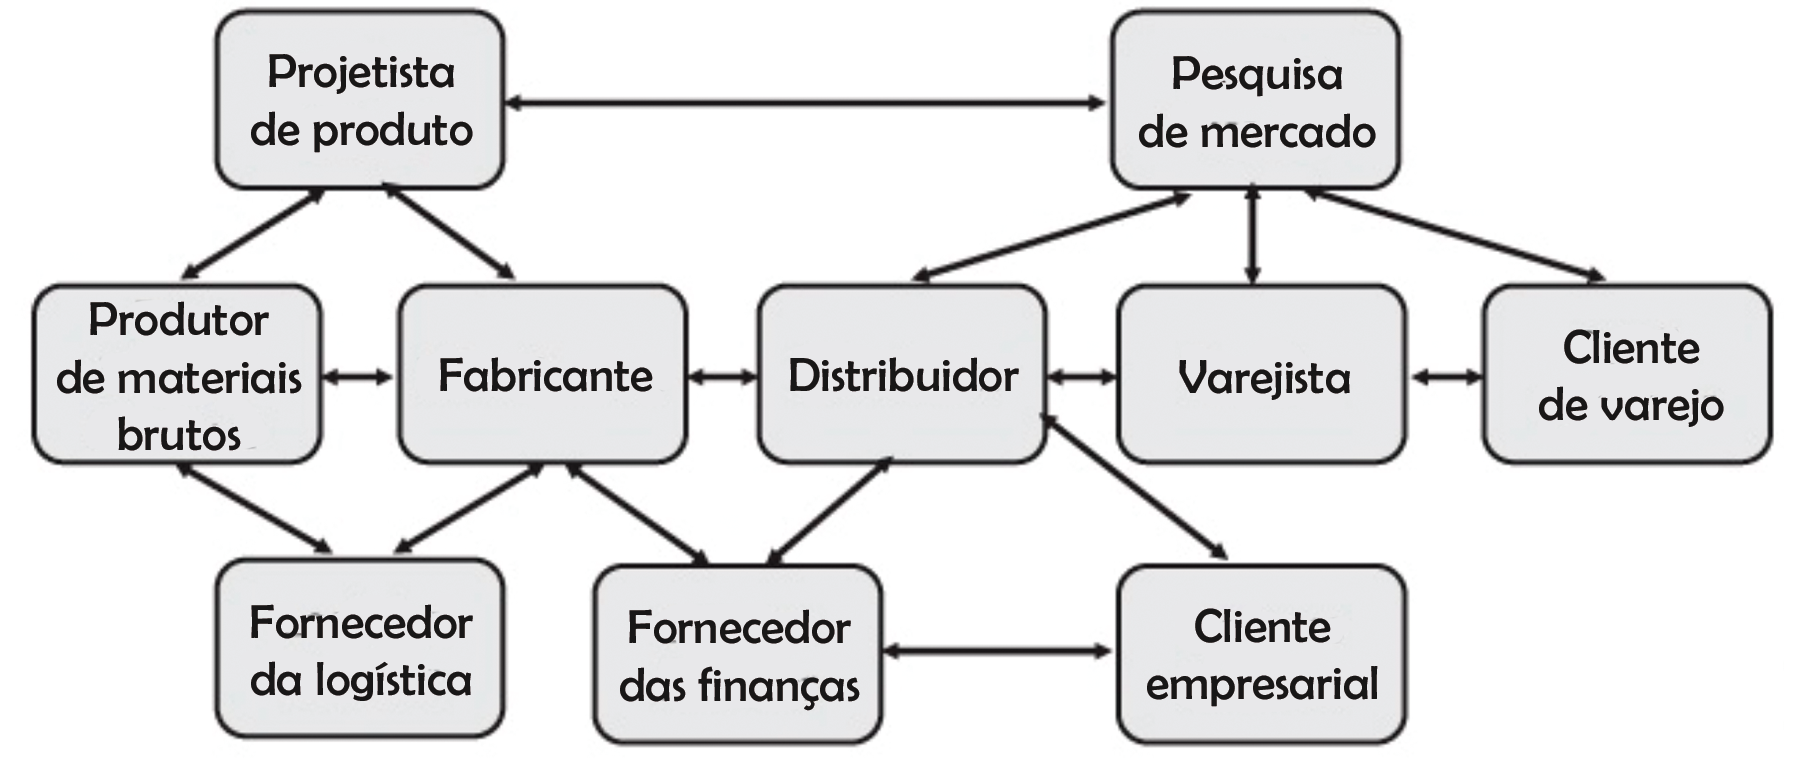 Projetista
de produto
Pesquisa
de mercado
Produtor
de materiais
brutos
Fabricante
Distribuidor
Varejista
Cliente
de varejo
Fornecedor
da logística
Fornecedor
das finanças
Cliente
empresarial